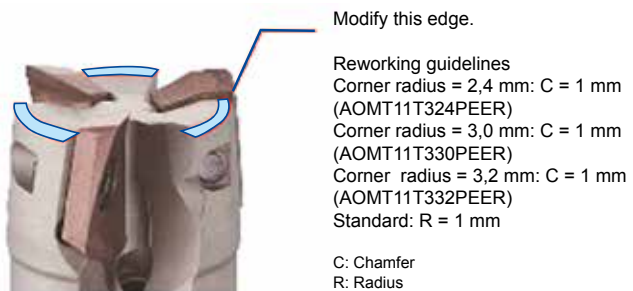 Modify this edge.
Reworking guidelines
Corner radius = 2,4 mm: C = 1 mm
(AOMT11T324PEER)
Corner radius = 3,0 mm: C = 1 mm
(AOMT11T330PEER)
Corner radius = 3,2 mm: C = 1 mm
(AOMT11T332PEER)
Standard: R = 1 mm
C: Chamfer
R: Radius